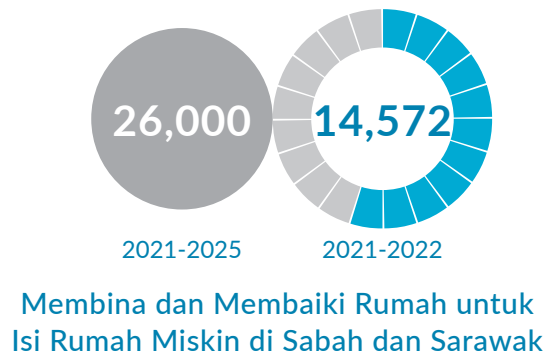 26,000
14,572
2021-2025
2021-2022
Membina dan Membaiki Rumah untuk
Isi Rumah Miskin di Sabah dan Sarawak